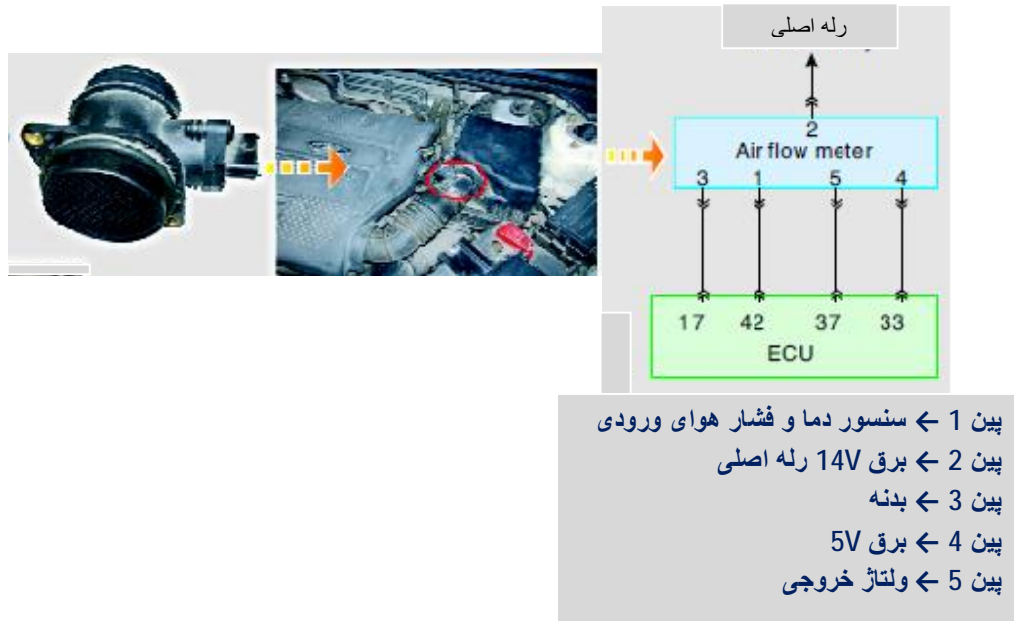 رله اصلی
2
Air flow meter
3 1 5 4
17 42 37 33
ECU
پین 1 ← سنسور دما و فشار هوای ورودی
پین 2 ← برق 14V رله اصلی
پین 3 ← بدنه
پین 4 ← برق 5V
پین 5 ← ولتاژ خروجی